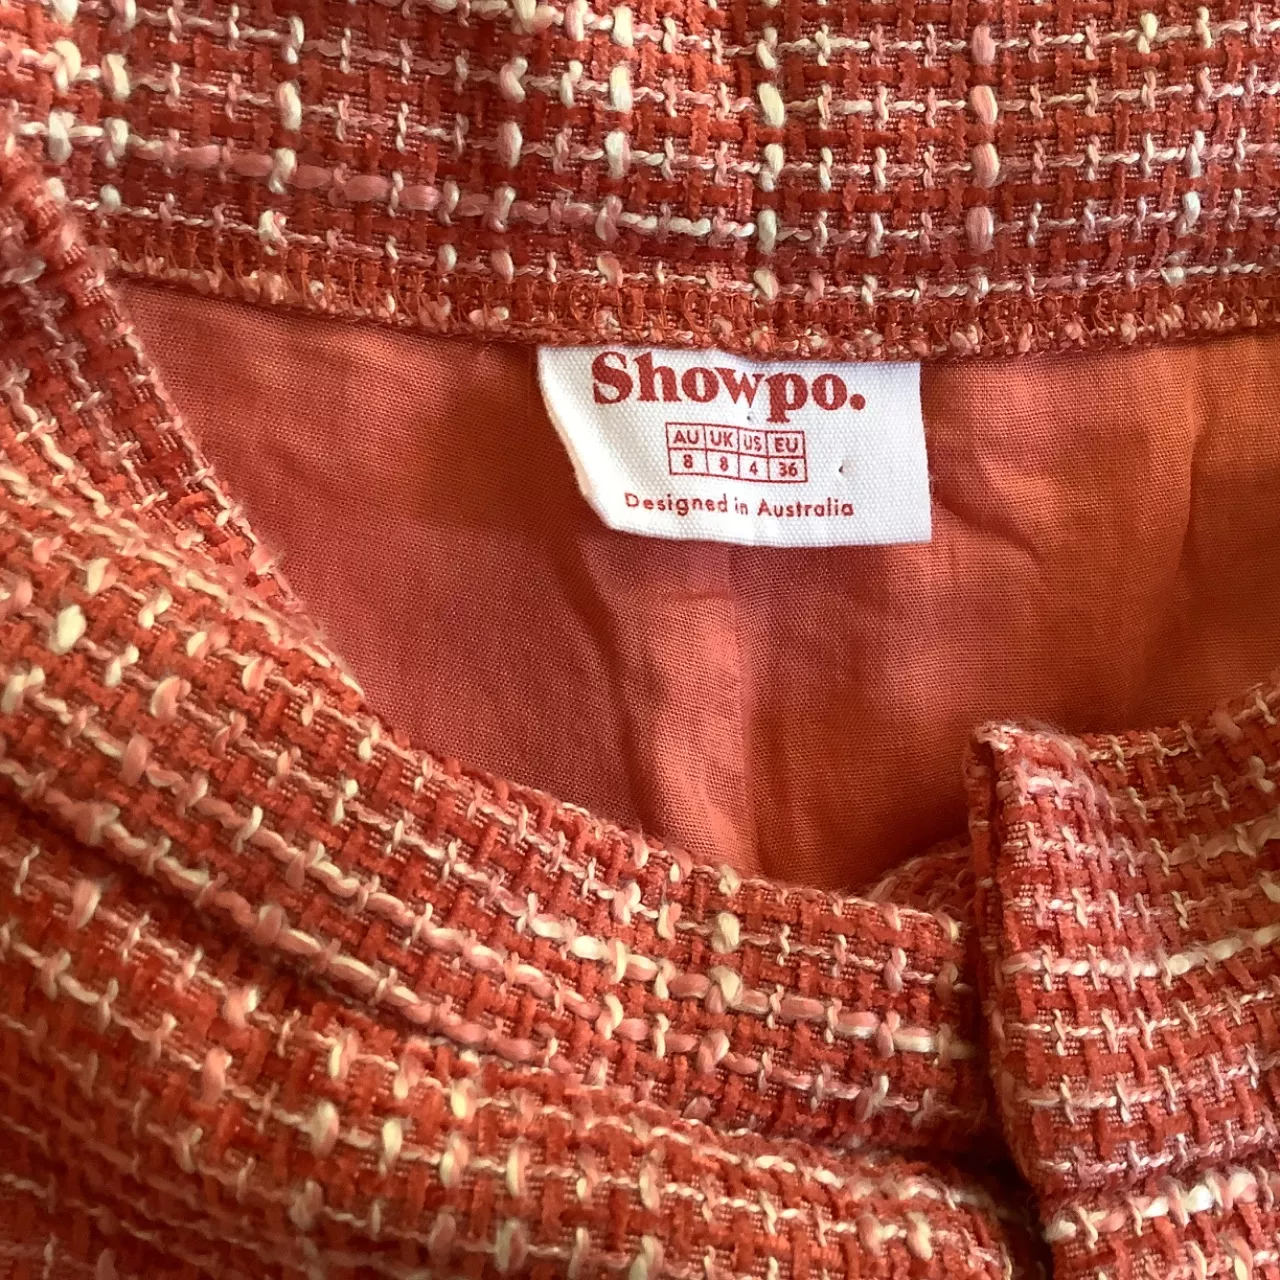 Showpo.
AU UK US EU
8 8 4 36
Designed in Australia